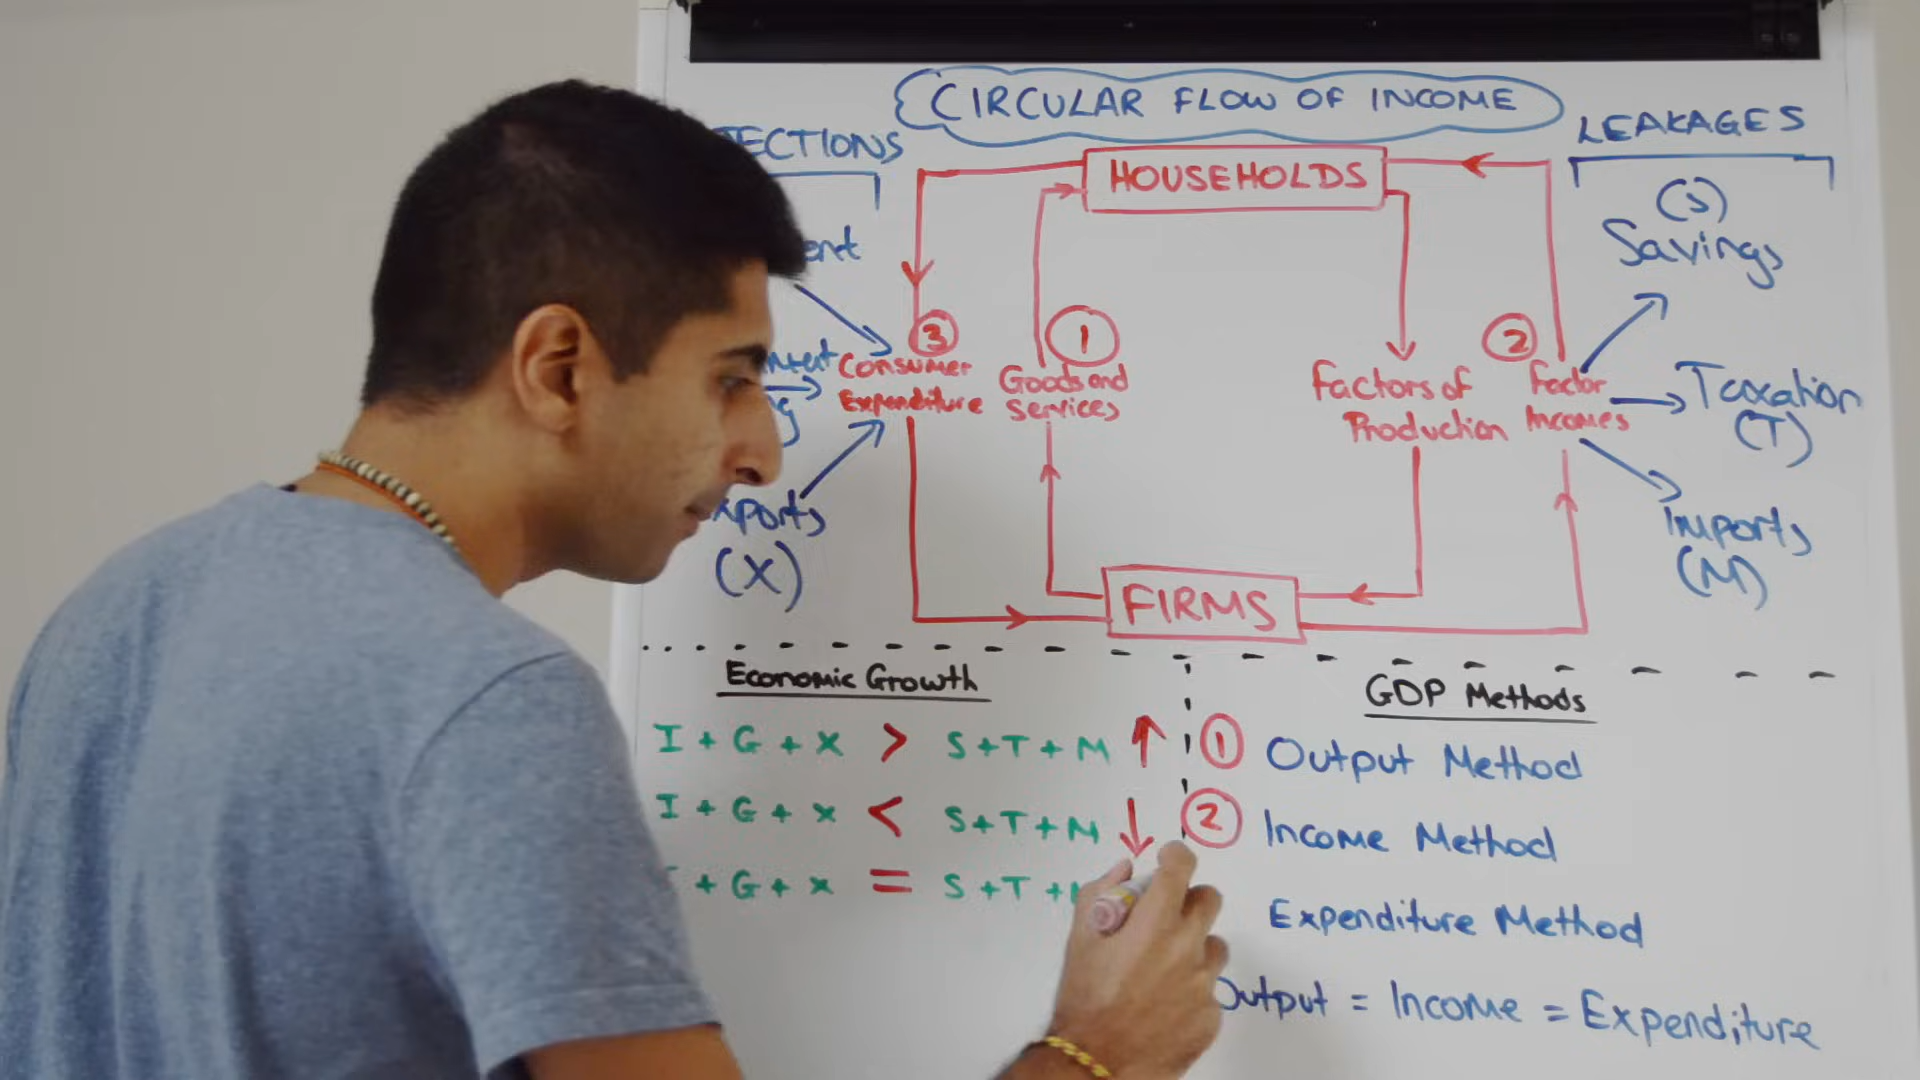 CIRCULAR FLOW OF INCOME
ECTIONS
LEAKAGES
HOUSEHOLDS
(S)
Savings
ent
3
1
2
Consumer
Expenditure
Goods and
Services
Factors of
Production
Factor
Incomes
Taxation
(T)
g
ports
(X)
Imports
(M)
FIRMS
Economic Growth
I + G + X > S + T + M ↑
I + G + X < S + T + M ↓
+ G + X = S + T +
GDP Methods
1 Output Method
2 Income Method
Expenditure Method
Output = Income = Expenditure